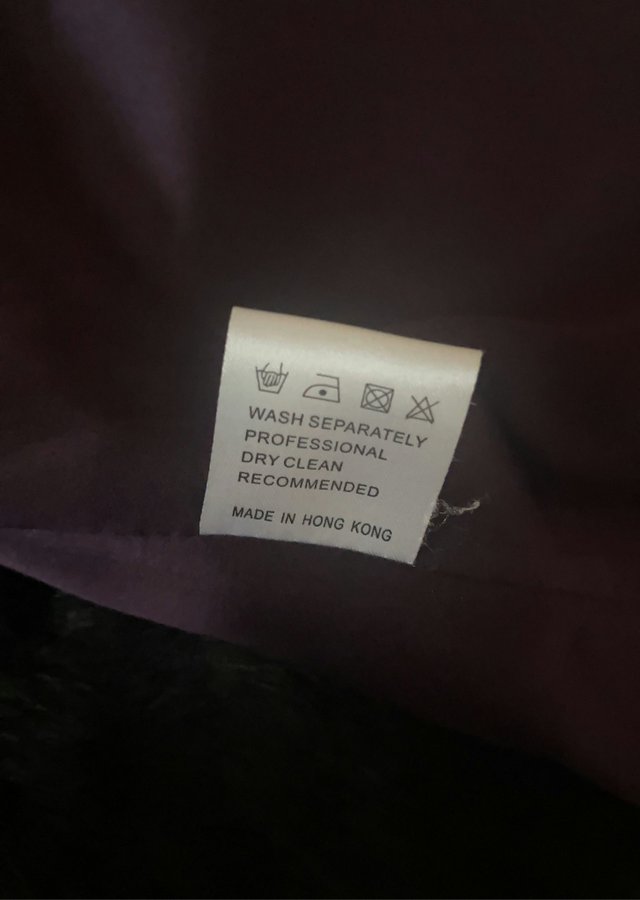 WASH SEPARATELY
PROFESSIONAL
DRY CLEAN
RECOMMENDED
MADE IN HONG KONG